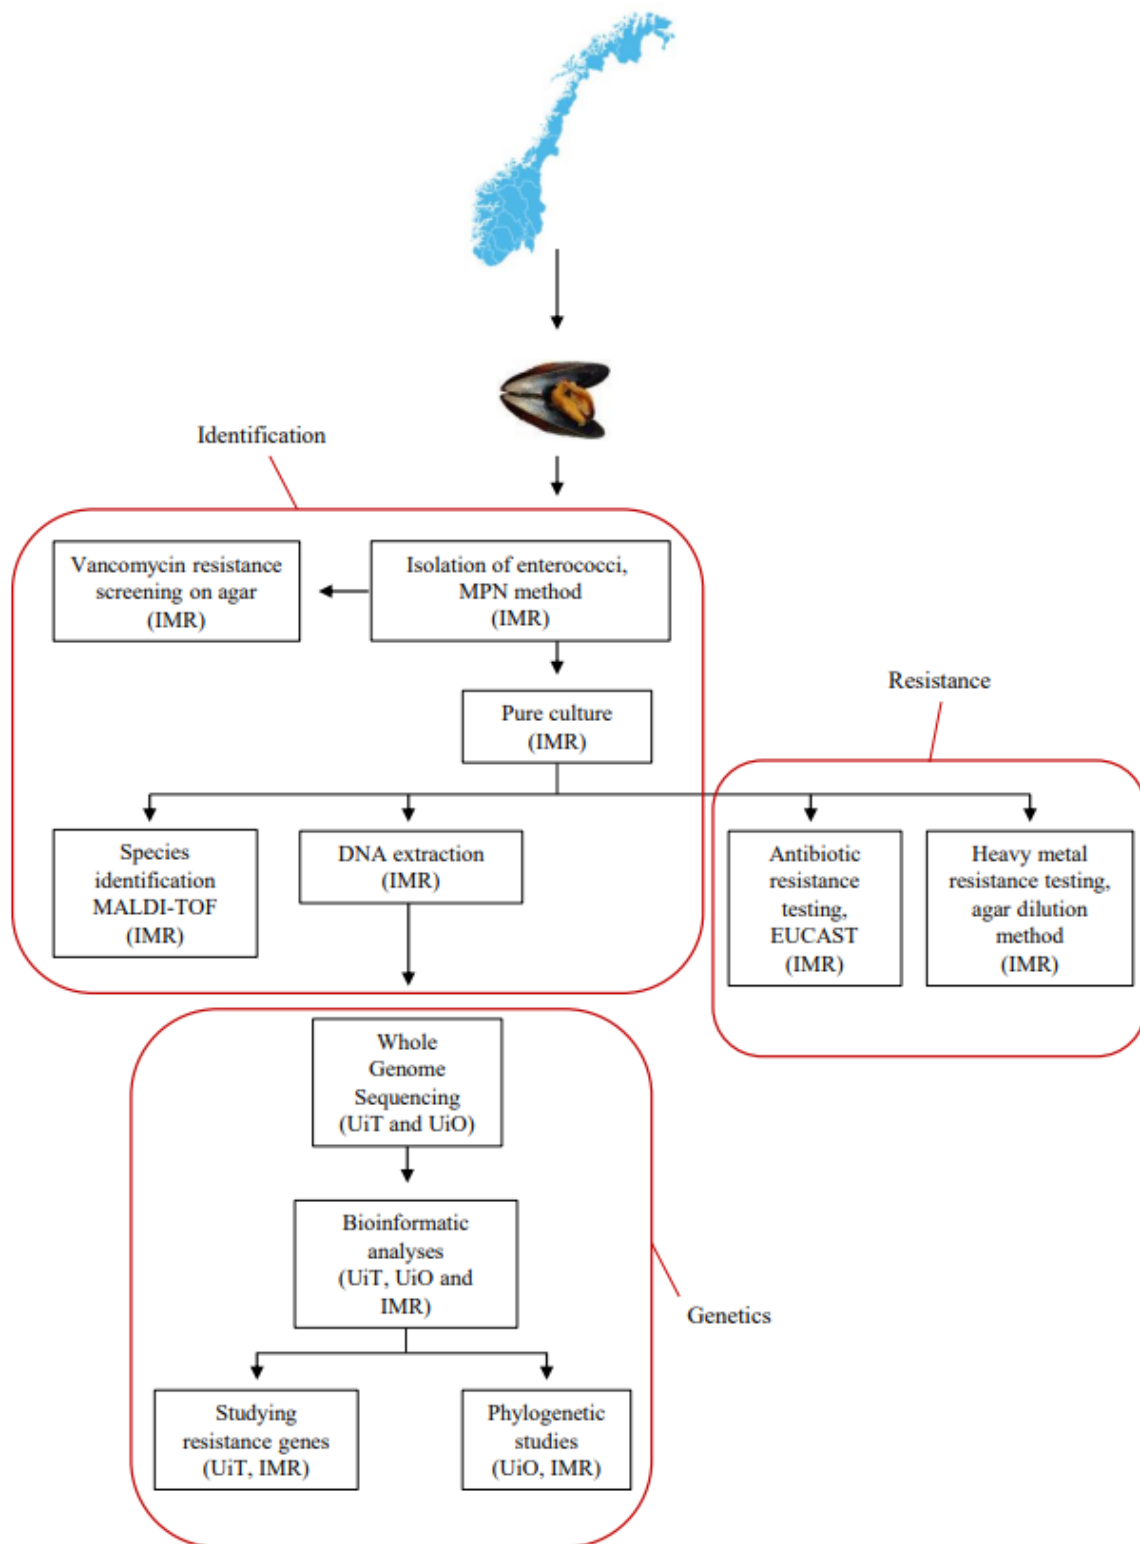 Identification
Vancomycin resistance
screening on agar
(IMR)
Isolation of enterococci,
MPN method
(IMR)
Pure culture
(IMR)
Resistance
Species
identification
MALDI-TOF
(IMR)
DNA extraction
(IMR)
Antibiotic
resistance
testing,
EUCAST
(IMR)
Heavy metal
resistance testing,
agar dilution
method
(IMR)
Whole
Genome
Sequencing
(UiT and UiO)
Bioinformatic
analyses
(UiT, UiO and
IMR)
Genetics
Studying
resistance genes
(UiT, IMR)
Phylogenetic
studies
(UiO, IMR)